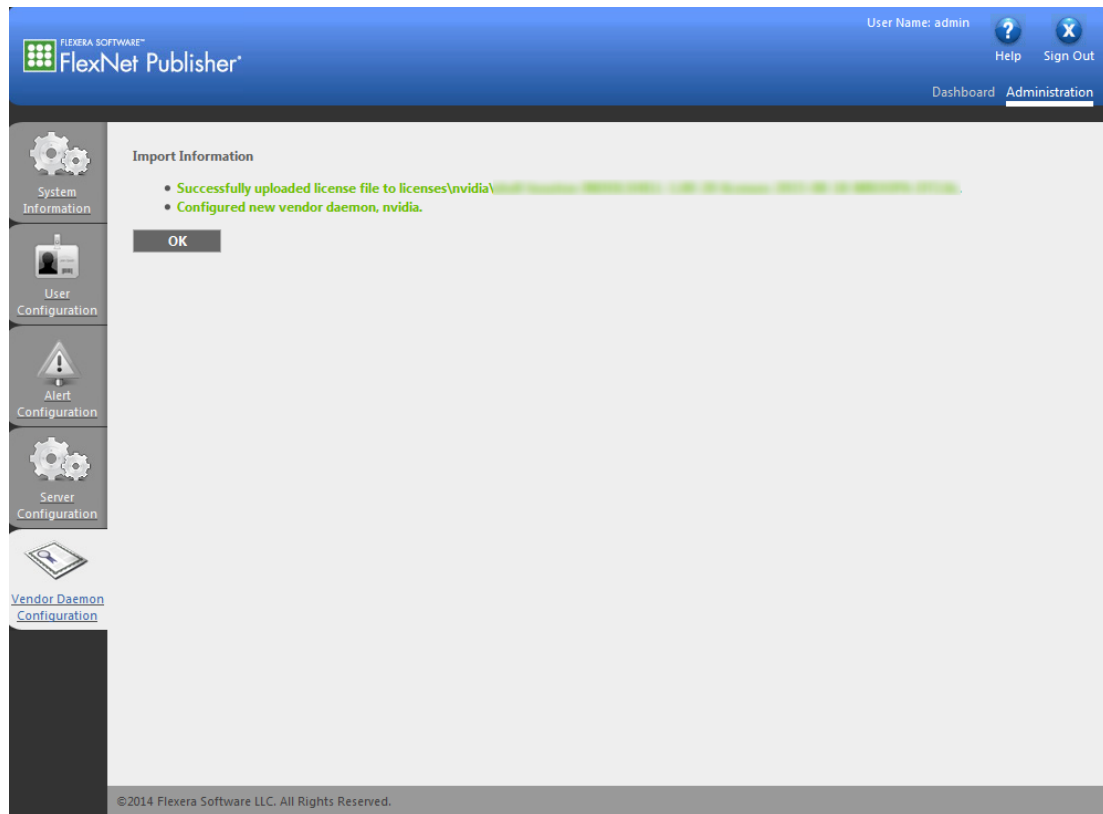 User Name: admin
FLEXERA SOFTWARE™
FlexNet Publisher®
Help
Sign Out
Dashboard
Administration
System
Information
User
Configuration
Alert
Configuration
Server
Configuration
Vendor Daemon
Configuration
Import Information
• Successfully uploaded license file to licenses\nvidia\
• Configured new vendor daemon, nvidia.
OK
©2014 Flexera Software LLC. All Rights Reserved.